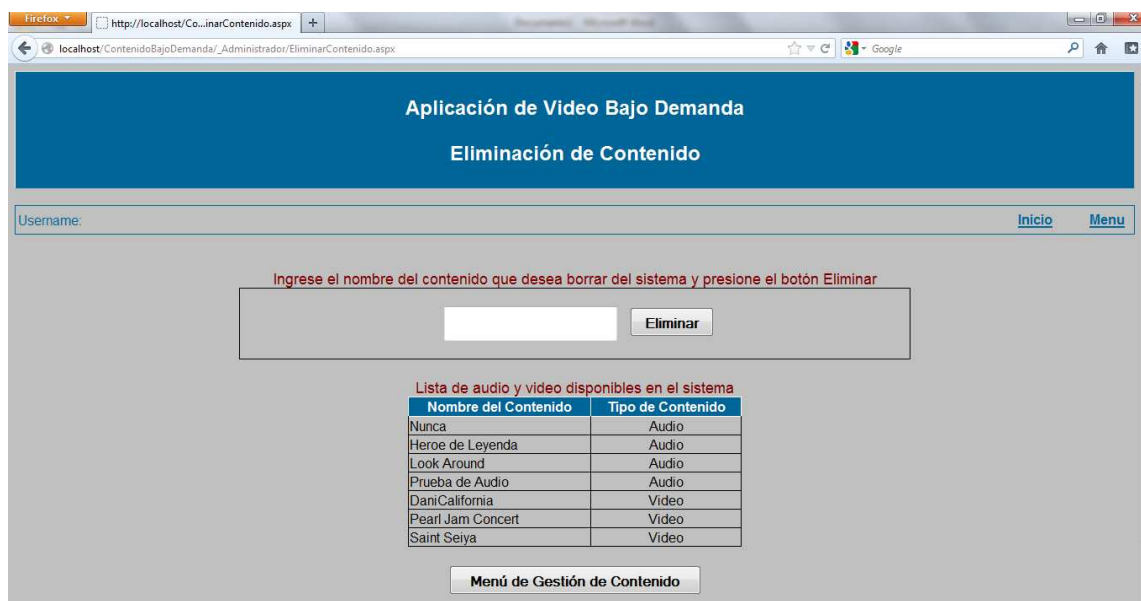 Firefox
http://localhost/Co...inarContenido.aspx +
localhost/ContenidoBajoDemanda/_Administrador/EliminarContenido.aspx Google
Aplicación de Video Bajo Demanda
Eliminación de Contenido
Username: Inicio Menu
Ingrese el nombre del contenido que desea borrar del sistema y presione el botón Eliminar
Eliminar
Lista de audio y video disponibles en el sistema
Nombre del Contenido Tipo de Contenido
Nunca Audio
Heroe de Leyenda Audio
Look Around Audio
Prueba de Audio Audio
DaniCalifornia Video
Pearl Jam Concert Video
Saint Seiya Video
Menú de Gestión de Contenido